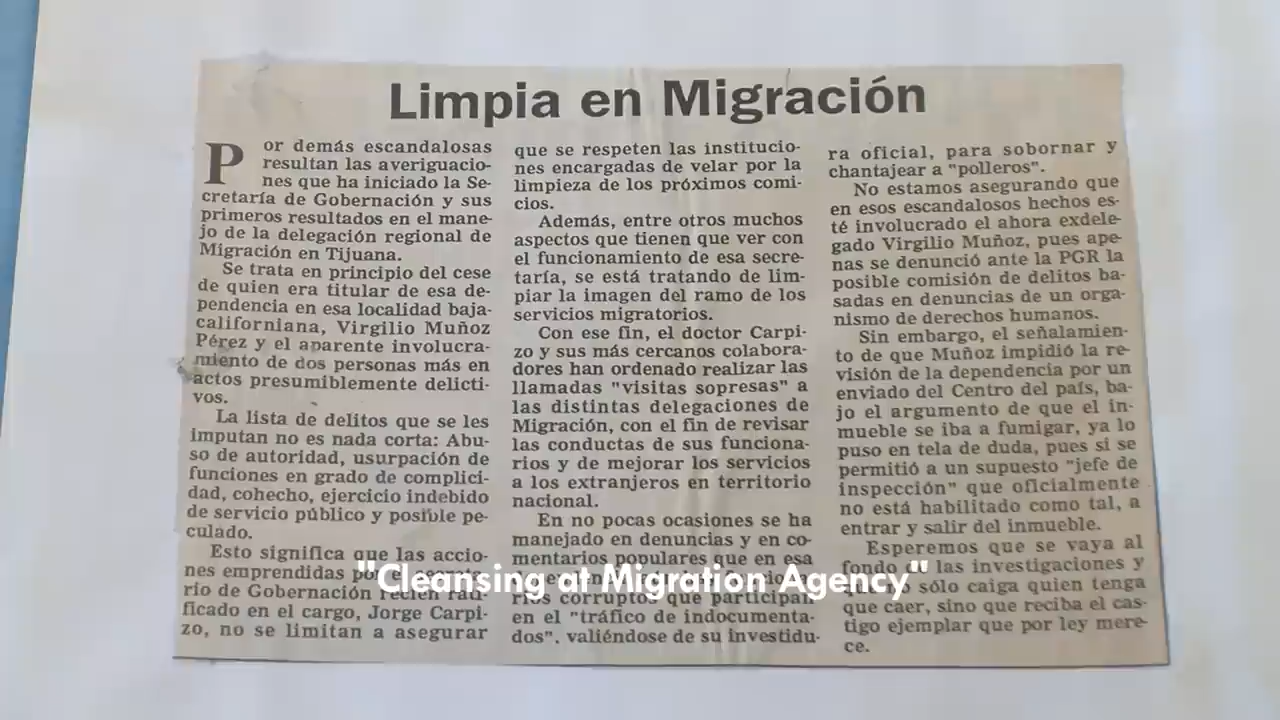 Limpia en Migración
Por demás escandalosas
resultan las averiguacio-
nes que ha iniciado la Se-
cretaría de Gobernación y sus
primeros resultados en el mane-
jo de la delegación regional de
Migración en Tijuana.
Se trata en principio del cese
de quien era titular de esa de-
pendencia en esa localidad baja-
californiana, Virgilio Muñoz
Pérez y el aparente involucra-
miento de dos personas más en
actos presumiblemente delicti-
vos.
La lista de delitos que se les
imputan no es nada corta: Abu-
so de autoridad, usurpación de
funciones en grado de complici-
dad, cohecho, ejercicio indebido
de servicio público y posible pe-
culado.
Esto significa que las accio-
nes emprendidas por
rio de Gobernación recién rati-
ficado en el cargo, Jorge Carpi-
zo, no se limitan a asegurar
que se respeten las institucio-
nes encargadas de velar por la
limpieza de los próximos comi-
cios.
Además, entre otros muchos
aspectos que tienen que ver con
el funcionamiento de esa secre-
taría, se está tratando de lim-
piar la imagen del ramo de los
servicios migratorios.
Con ese fin, el doctor Carpi-
zo y sus más cercanos colabora-
dores han ordenado realizar las
llamadas "visitas sopresas" a
las distintas delegaciones de
Migración, con el fin de revisar
las conductas de sus funciona-
rios y de mejorar los servicios
a los extranjeros en territorio
nacional.
En no pocas ocasiones se ha
manejado en denuncias y en co-
mentarios populares que en esa
rios corruptos que participan
en el "tráfico de indocumenta-
dos", valiéndose de su investidu-
ra oficial, para sobornar y
chantajear a "polleros".
No estamos asegurando que
en esos escandalosos hechos es-
té involucrado el ahora exdele-
gado Virgilio Muñoz, pues ape-
nas se denunció ante la PGR la
posible comisión de delitos ba-
sadas en denuncias de un orga-
nismo de derechos humanos.
Sin embargo, el señalamien-
to de que Muñoz impidió la re-
visión de la dependencia por un
enviado del Centro del país, ba-
jo el argumento de que el in-
mueble se iba a fumigar, ya lo
puso en tela de duda, pues sí se
permitió a un supuesto "jefe de
inspección" que oficialmente
no está habilitado como tal, a
entrar y salir del inmueble.
Esperemos que se vaya al
fondo las investigaciones y
sólo caiga quien tenga
que caer, sino que reciba el cas-
tigo ejemplar que por ley mere-
ce.
"Cleansing at Migration Agency"